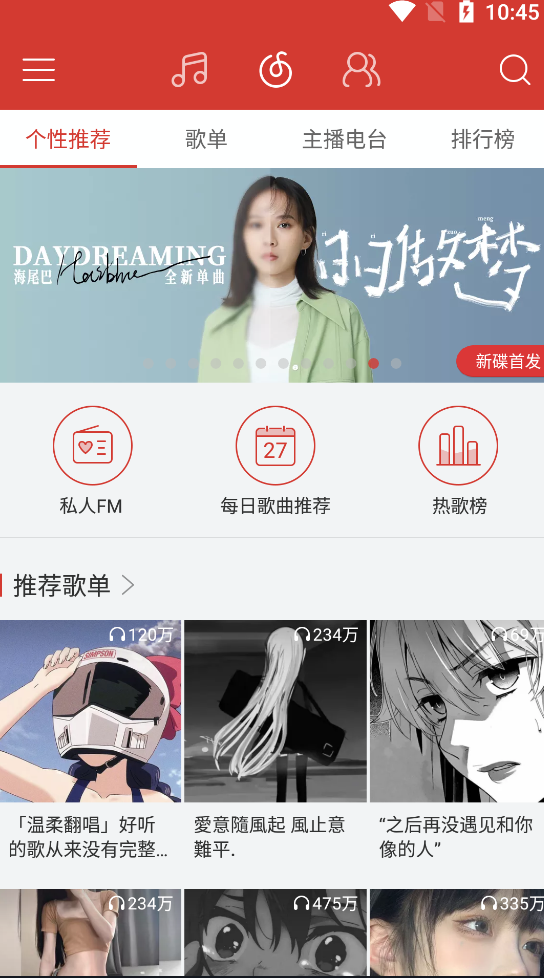 10:45
个性推荐 歌单 主播电台 排行榜
DAYDREAMING
海尾巴 全新单曲
白日做梦
ri
ri
zuo
meng
新碟首发
27
私人FM 每日歌曲推荐 热歌榜
推荐歌单
120万 234万 69万
SIMPSON
「温柔翻唱」好听
的歌从来没有完整...
愛意隨風起 風止意
難平.
“之后再没遇见和你
像的人”
234万 475万 335万